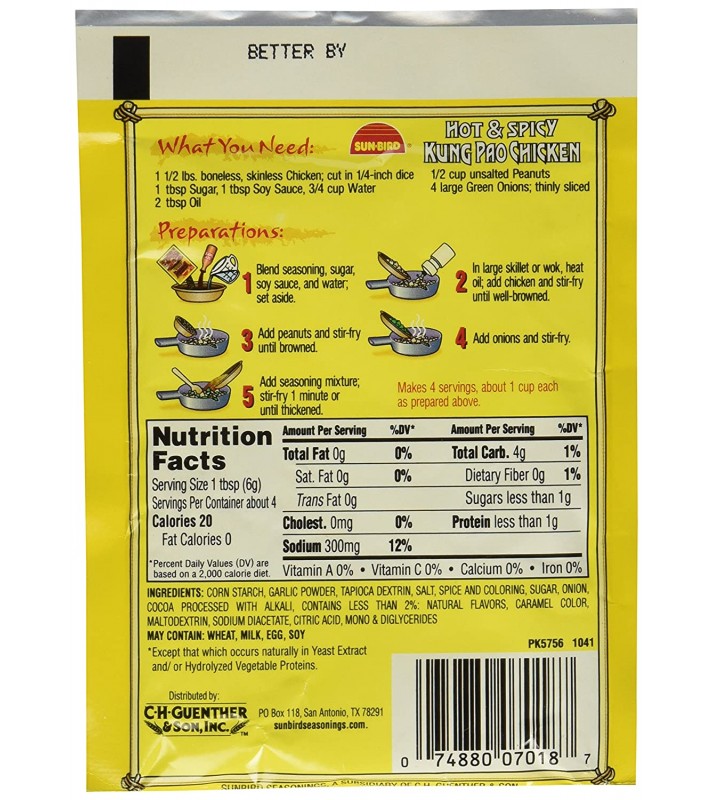 BETTER BY
What You Need:
SUN-BIRD
HOT & SPICY
KUNG PAO CHICKEN
1 1/2 lbs. boneless, skinless Chicken; cut in 1/4-inch dice
1 tbsp Sugar, 1 tbsp Soy Sauce, 3/4 cup Water
2 tbsp Oil
1/2 cup unsalted Peanuts
4 large Green Onions; thinly sliced
Preparations:
1 Blend seasoning, sugar,
soy sauce, and water;
set aside.
2 In large skillet or wok, heat
oil; add chicken and stir-fry
until well-browned.
3 Add peanuts and stir-fry
until browned.
4 Add onions and stir-fry.
5 Add seasoning mixture;
stir-fry 1 minute or
until thickened.
Makes 4 servings, about 1 cup each
as prepared above.
Nutrition
Facts
Serving Size 1 tbsp (6g)
Servings Per Container about 4
Calories 20
Fat Calories 0
*Percent Daily Values (DV) are
based on a 2,000 calorie diet.
Amount Per Serving %DV*
Total Fat 0g 0%
Sat. Fat 0g 0%
Trans Fat 0g
Cholest. 0mg 0%
Sodium 300mg 12%
Amount Per Serving %DV*
Total Carb. 4g 1%
Dietary Fiber 0g 1%
Sugars less than 1g
Protein less than 1g
Vitamin A 0% • Vitamin C 0% • Calcium 0% • Iron 0%
INGREDIENTS: CORN STARCH, GARLIC POWDER, TAPIOCA DEXTRIN, SALT, SPICE AND COLORING, SUGAR, ONION,
COCOA PROCESSED WITH ALKALI, CONTAINS LESS THAN 2%: NATURAL FLAVORS, CARAMEL COLOR,
MALTODEXTRIN, SODIUM DIACETATE, CITRIC ACID, MONO & DIGLYCERIDES
MAY CONTAIN: WHEAT, MILK, EGG, SOY
*Except that which occurs naturally in Yeast Extract
and/ or Hydrolyzed Vegetable Proteins.
PK5756 1041
Distributed by:
C·H·GUENTHER
& SON, INC.™
PO Box 118, San Antonio, TX 78291
sunbirdseasonings.com.
0 74880 07018 7
SUNBIRD SEASONINGS, A SUBSIDIARY OF C.H. GUENTHER & SON